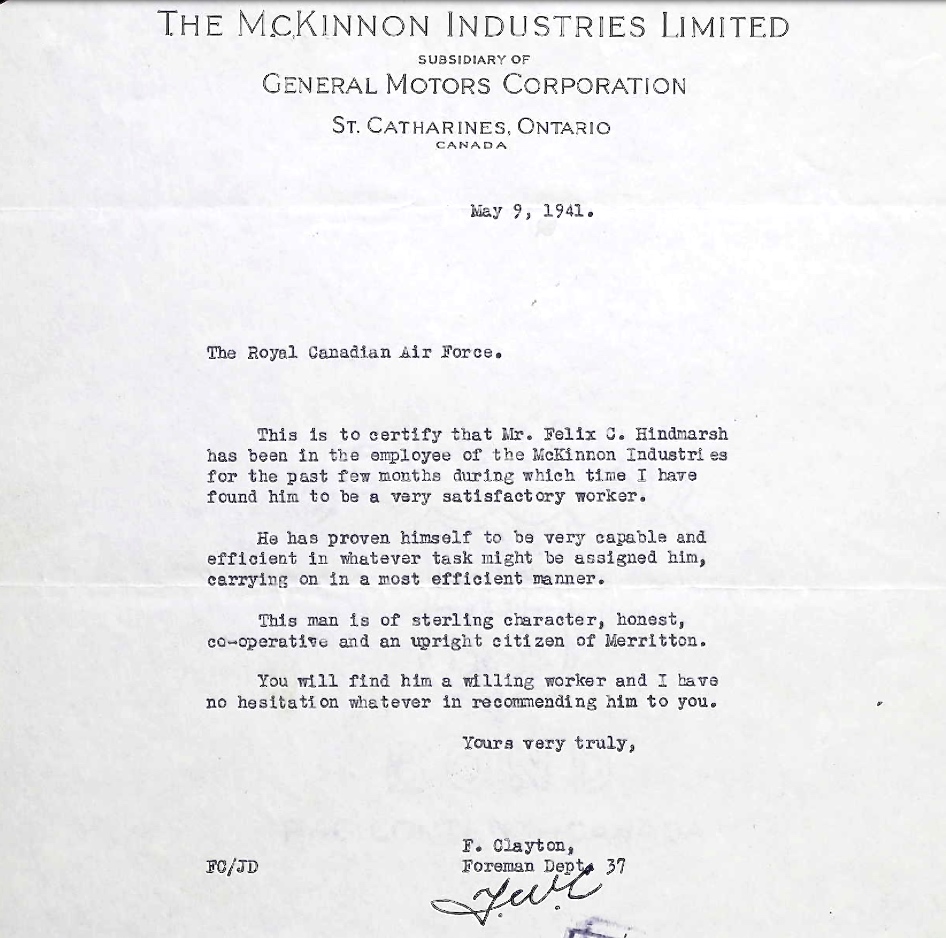 THE MCKINNON INDUSTRIES LIMITED
SUBSIDIARY OF
GENERAL MOTORS CORPORATION
ST. CATHARINES, ONTARIO
CANADA
May 9, 1941.
The Royal Canadian Air Force.
This is to certify that Mr. Felix C. Hindmarsh
has been in the employee of the McKinnon Industries
for the past few months during which time I have
found him to be a very satisfactory worker.
He has proven himself to be very capable and
efficient in whatever task might be assigned him,
carrying on in a most efficient manner.
This man is of sterling character, honest,
co-operative and an upright citizen of Merritton.
You will find him a willing worker and I have
no hesitation whatever in recommending him to you.
Yours very truly,
F. Clayton,
FC/JD Foreman Dept. 37
F.W.C.